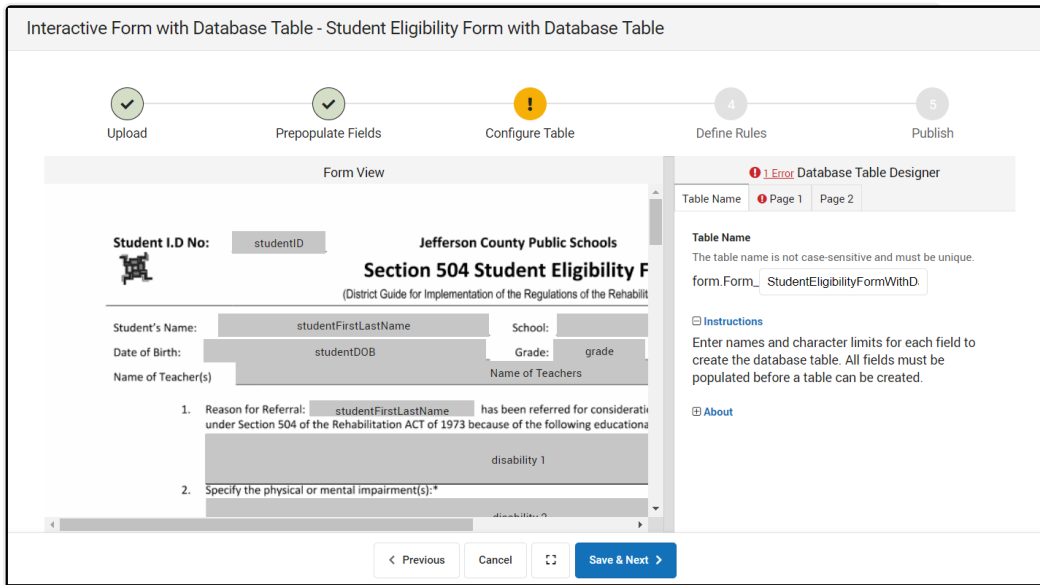 Interactive Form with Database Table - Student Eligibility Form with Database Table
Upload
Prepopulate Fields
!
Configure Table
4
Define Rules
5
Publish
Form View
Student I.D No:
studentID
Jefferson County Public Schools
Section 504 Student Eligibility F
(District Guide for Implementation of the Regulations of the Rehabilit
Student's Name:
studentFirstLastName
School:
Date of Birth:
studentDOB
Grade:
grade
Name of Teacher(s)
Name of Teachers
1. Reason for Referral: studentFirstLastName has been referred for considerati
under Section 504 of the Rehabilitation ACT of 1973 because of the following educationa
disability 1
2. Specify the physical or mental impairment(s):*
disability 2
! 1 Error Database Table Designer
Table Name
! Page 1
Page 2
Table Name
The table name is not case-sensitive and must be unique.
form.Form_ StudentEligibilityFormWithD
Instructions
Enter names and character limits for each field to
create the database table. All fields must be
populated before a table can be created.
About
Previous
Cancel
Save & Next